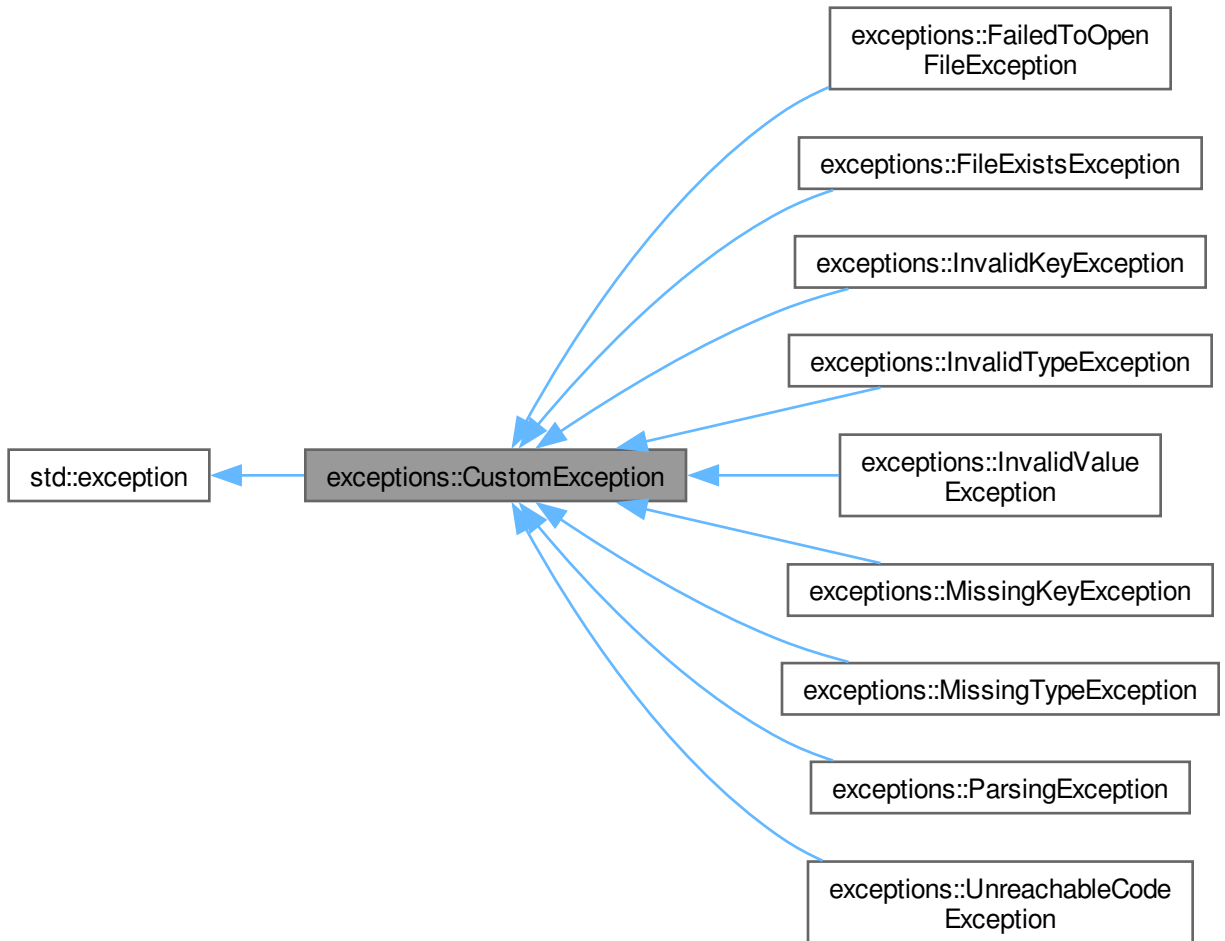 exceptions::FailedToOpen
FileException
exceptions::FileExistsException
exceptions::InvalidKeyException
exceptions::InvalidTypeException
std::exception
exceptions::CustomException
exceptions::InvalidValue
Exception
exceptions::MissingKeyException
exceptions::MissingTypeException
exceptions::ParsingException
exceptions::UnreachableCode
Exception